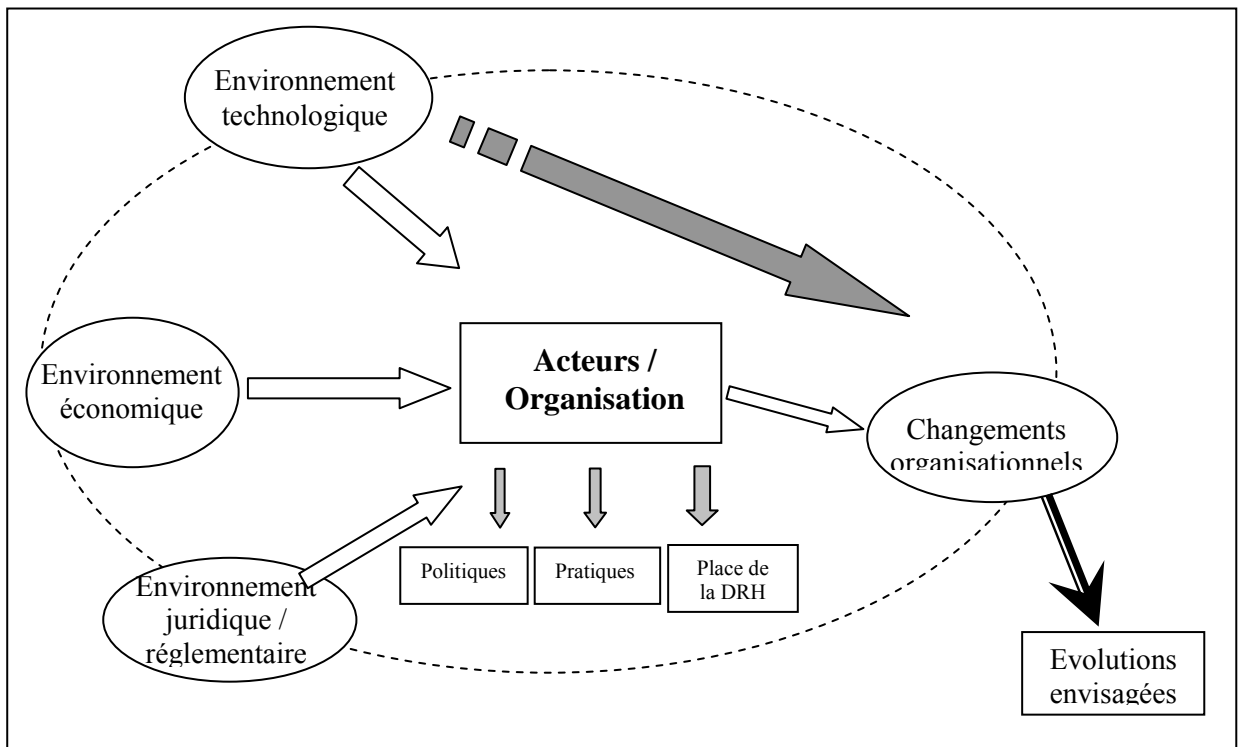 Environnement
technologique
Environnement
économique
Acteurs /
Organisation
Changements
organisationnels
Politiques
Pratiques
Place de
la DRH
Environnement
juridique /
réglementaire
Evolutions
envisagées